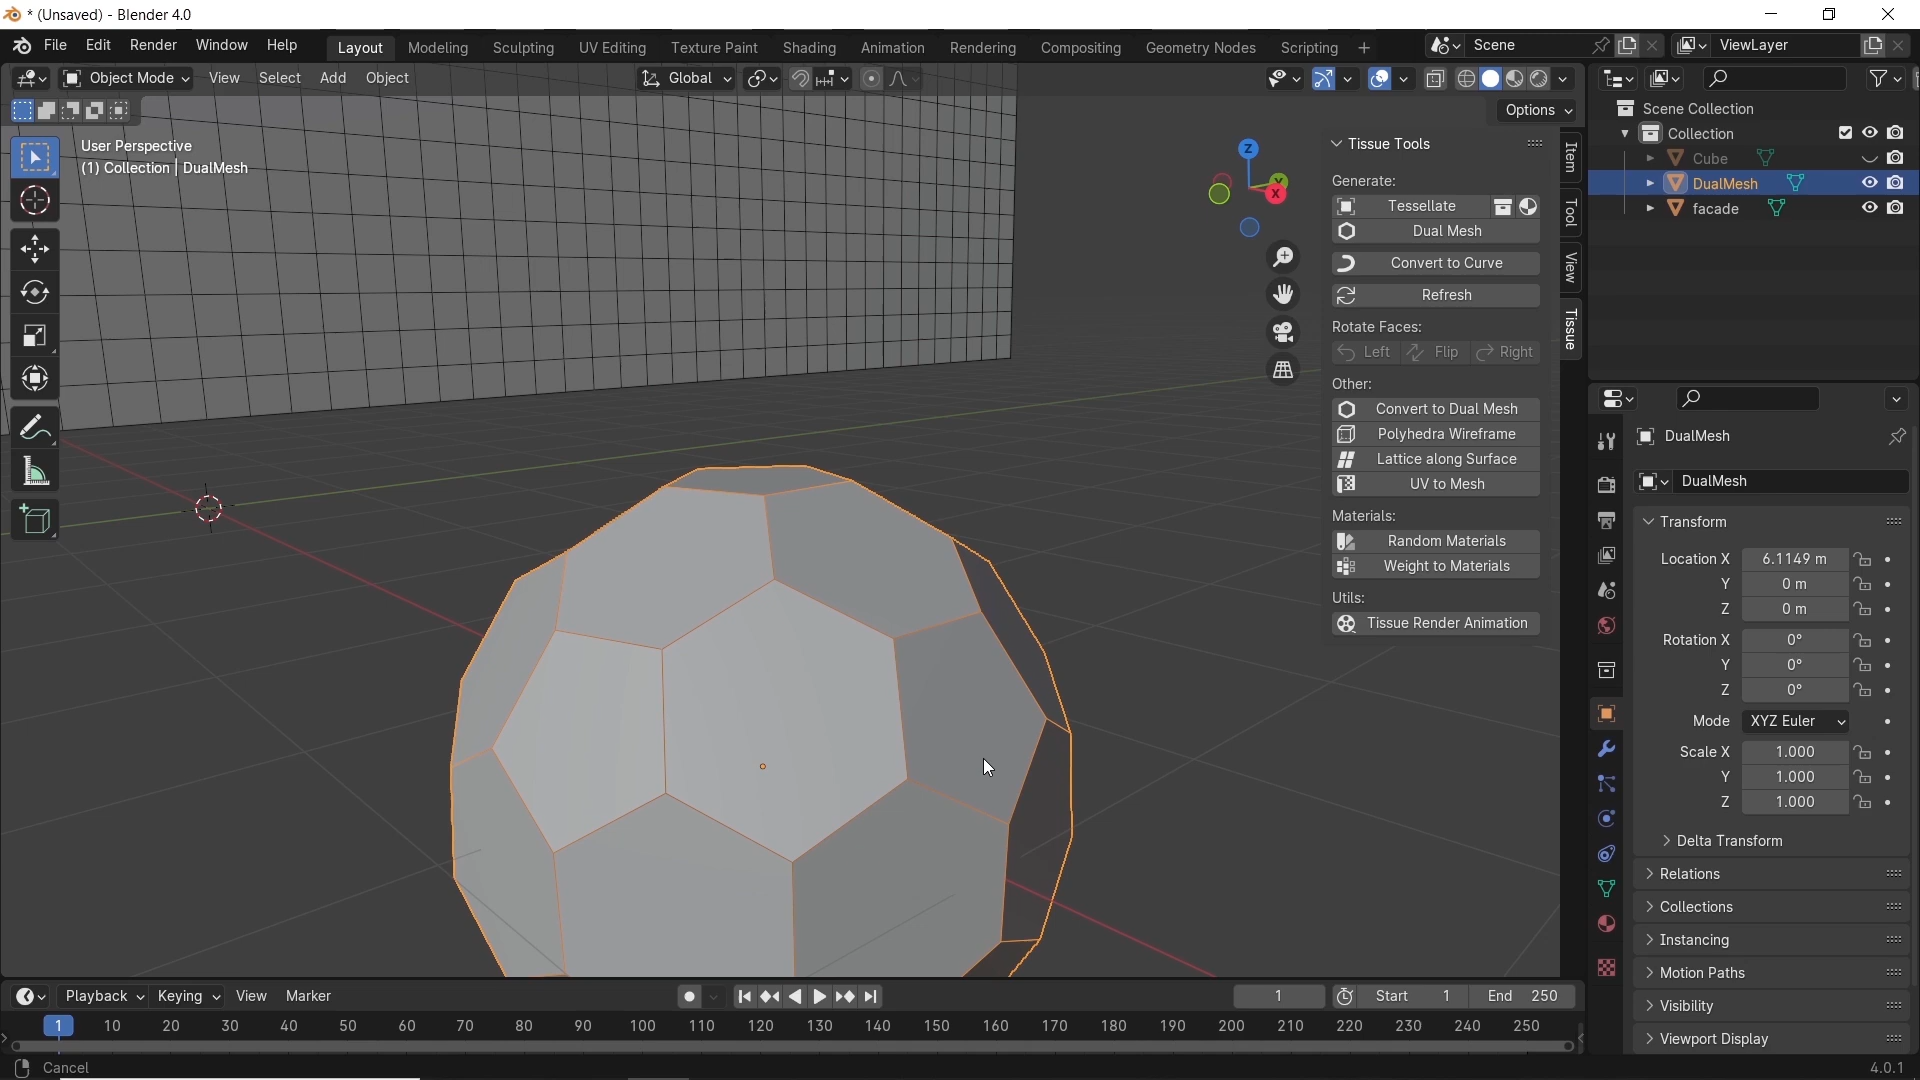 * (Unsaved) - Blender 4.0
File Edit Render Window Help Layout Modeling Sculpting UV Editing Texture Paint Shading Animation Rendering Compositing Geometry Nodes Scripting + Scene ViewLayer
Object Mode View Select Add Object Global
Options
User Perspective
(1) Collection | DualMesh
Z
Y
X
Tissue Tools
Generate:
Tessellate
Dual Mesh
Convert to Curve
Refresh
Rotate Faces:
Left Flip Right
Other:
Convert to Dual Mesh
Polyhedra Wireframe
Lattice along Surface
UV to Mesh
Materials:
Random Materials
Weight to Materials
Utils:
Tissue Render Animation
Item
Tool
View
Tissue
Scene Collection
Collection
Cube
DualMesh
facade
DualMesh
DualMesh
Transform
Location X 6.1149 m
Y 0 m
Z 0 m
Rotation X 0°
Y 0°
Z 0°
Mode XYZ Euler
Scale X 1.000
Y 1.000
Z 1.000
Delta Transform
Relations
Collections
Instancing
Motion Paths
Visibility
Viewport Display
Playback Keying View Marker 1 Start 1 End 250
1 10 20 30 40 50 60 70 80 90 100 110 120 130 140 150 160 170 180 190 200 210 220 230 240 250
Cancel 4.0.1